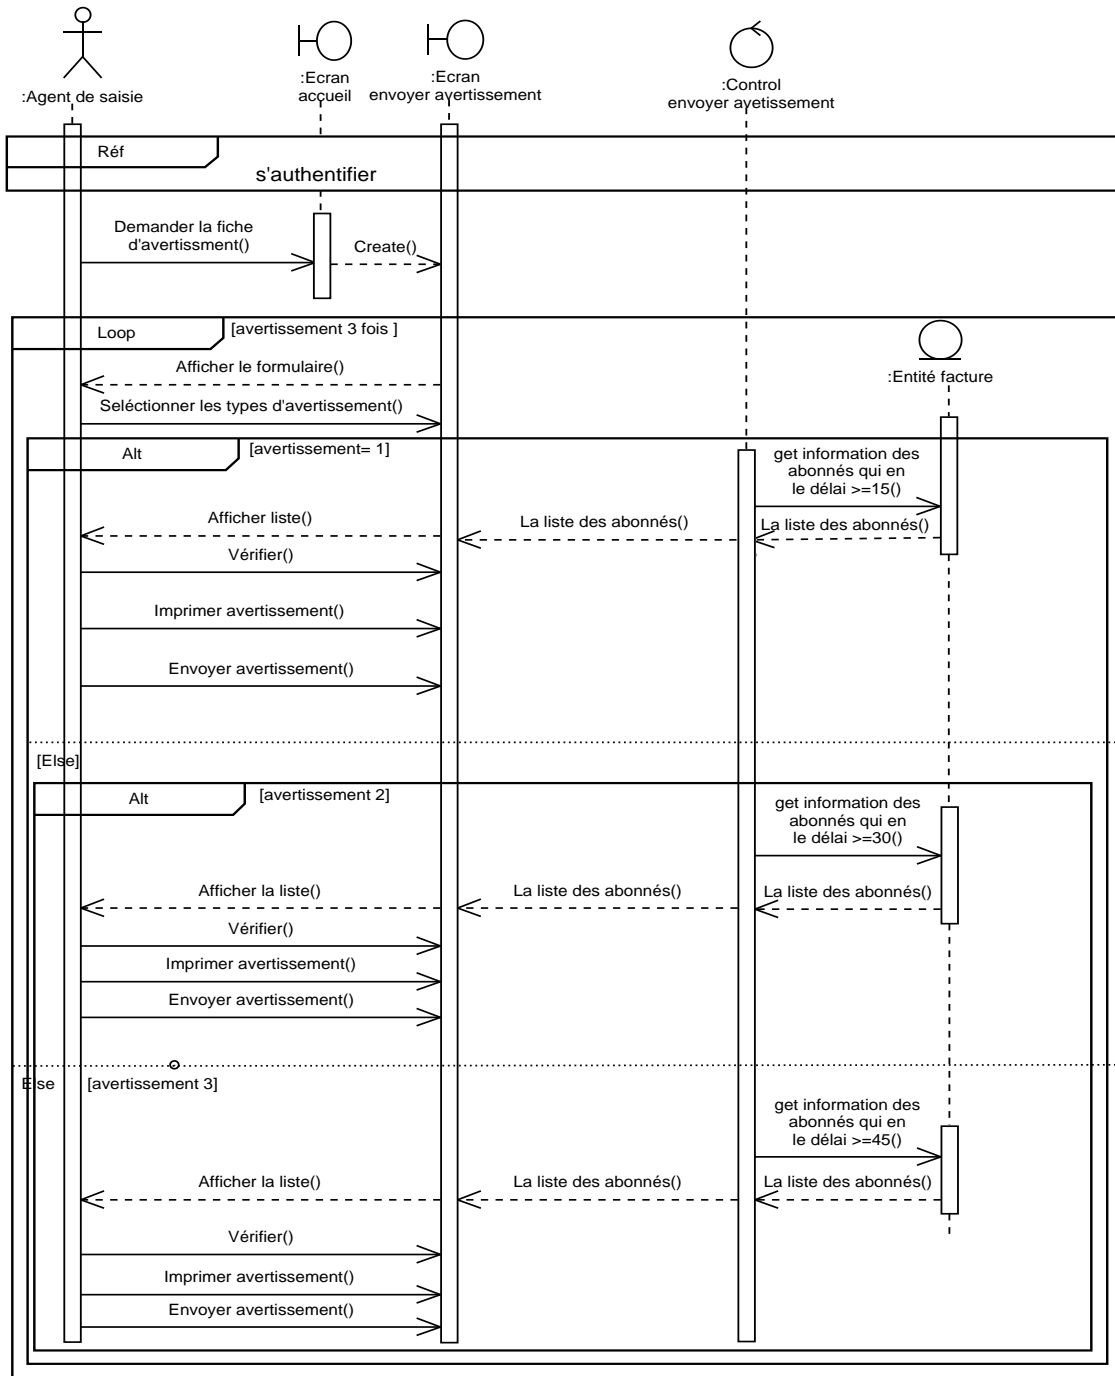 :Agent de saisie
:Ecran
accueil
:Ecran
envoyer avertissement
:Control
envoyer avetissement
Réf
s'authentifier
Demander la fiche
d'avertissment()
Create()
Loop
[avertissement 3 fois ]
:Entité facture
Afficher le formulaire()
Seléctionner les types d'avertissement()
Alt
[avertissement= 1]
get information des
abonnés qui en
le délai >=15()
Afficher liste()
La liste des abonnés()
La liste des abonnés()
Vérifier()
Imprimer avertissement()
Envoyer avertissement()
[Else]
Alt
[avertissement 2]
get information des
abonnés qui en
le délai >=30()
Afficher la liste()
La liste des abonnés()
La liste des abonnés()
Vérifier()
Imprimer avertissement()
Envoyer avertissement()
Else
[avertissement 3]
get information des
abonnés qui en
le délai >=45()
Afficher la liste()
La liste des abonnés()
La liste des abonnés()
Vérifier()
Imprimer avertissement()
Envoyer avertissement()